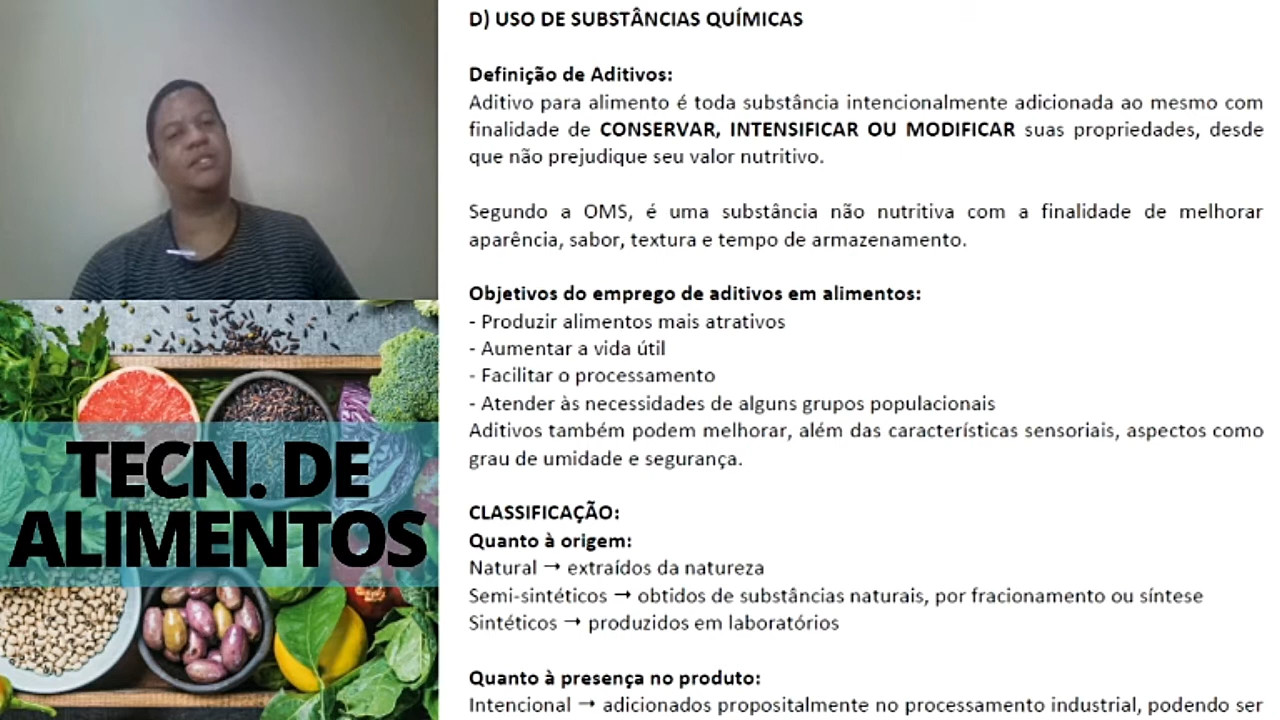 D) USO DE SUBSTÂNCIAS QUÍMICAS
Definição de Aditivos:
Aditivo para alimento é toda substância intencionalmente adicionada ao mesmo com
finalidade de CONSERVAR, INTENSIFICAR OU MODIFICAR suas propriedades, desde
que não prejudique seu valor nutritivo.
Segundo a OMS, é uma substância não nutritiva com a finalidade de melhorar
aparência, sabor, textura e tempo de armazenamento.
Objetivos do emprego de aditivos em alimentos:
- Produzir alimentos mais atrativos
- Aumentar a vida útil
- Facilitar o processamento
- Atender às necessidades de alguns grupos populacionais
Aditivos também podem melhorar, além das características sensoriais, aspectos como
grau de umidade e segurança.
CLASSIFICAÇÃO:
Quanto à origem:
Natural → extraídos da natureza
Semi-sintéticos → obtidos de substâncias naturais, por fracionamento ou síntese
Sintéticos → produzidos em laboratórios
Quanto à presença no produto:
Intencional → adicionados propositalmente no processamento industrial, podendo ser
TECN. DE
ALIMENTOS